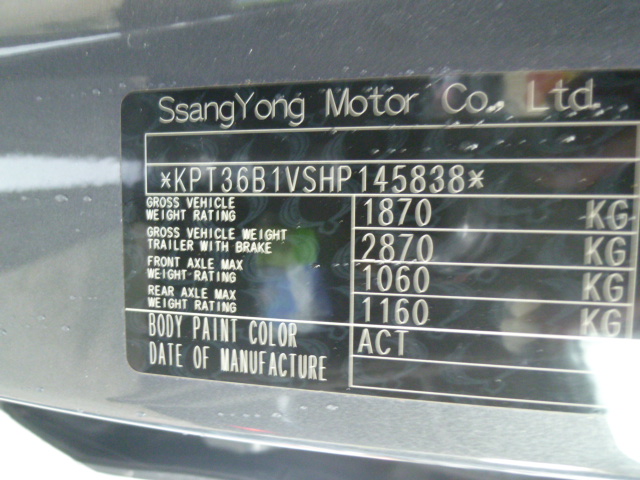 SsangYong Motor Co., Ltd.
*KPT36B1VSHP145838*
GROSS VEHICLE
WEIGHT RATING 1870 KG
GROSS VEHICLE WEIGHT
TRAILER WITH BRAKE 2870 KG
FRONT AXLE MAX
WEIGHT RATING 1060 KG
REAR AXLE MAX
WEIGHT RATING 1160 KG
BODY PAINT COLOR ACT
DATE OF MANUFACTURE